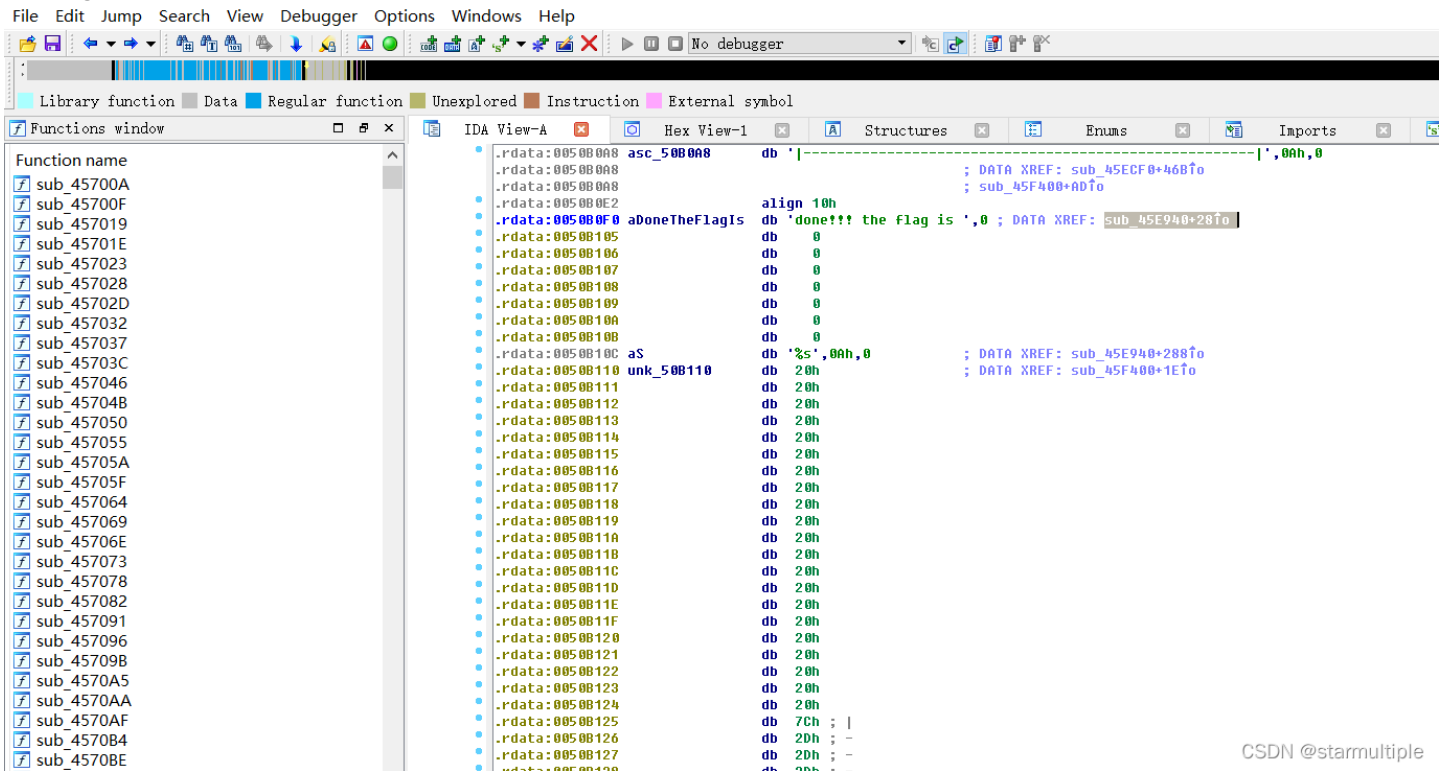 File Edit Jump Search View Debugger Options Windows Help
No debugger
Library function Data Regular function Unexplored Instruction External symbol
Functions window
IDA View-A Hex View-1 Structures Enums Imports
Function name
sub_45700A
sub_45700F
sub_457019
sub_45701E
sub_457023
sub_457028
sub_45702D
sub_457032
sub_457037
sub_45703C
sub_457046
sub_45704B
sub_457050
sub_457055
sub_45705A
sub_45705F
sub_457064
sub_457069
sub_45706E
sub_457073
sub_457078
sub_457082
sub_457091
sub_457096
sub_45709B
sub_4570A5
sub_4570AA
sub_4570AF
sub_4570B4
sub_4570BE
.rdata:0050B0A8 asc_50B0A8 db '|-------------------------------------------------------|',0Ah,0
.rdata:0050B0A8 ; DATA XREF: sub_45ECF0+46B↑o
.rdata:0050B0A8 ; sub_45F400+AD↑o
.rdata:0050B0E2 align 10h
.rdata:0050B0F0 aDoneTheFlagIs db 'done!!! the flag is ',0 ; DATA XREF: sub_45E940+28↑o
.rdata:0050B105 db 0
.rdata:0050B106 db 0
.rdata:0050B107 db 0
.rdata:0050B108 db 0
.rdata:0050B109 db 0
.rdata:0050B10A db 0
.rdata:0050B10B db 0
.rdata:0050B10C aS db '%s',0Ah,0 ; DATA XREF: sub_45E940+288↑o
.rdata:0050B110 unk_50B110 db 20h ; DATA XREF: sub_45F400+1E↑o
.rdata:0050B111 db 20h
.rdata:0050B112 db 20h
.rdata:0050B113 db 20h
.rdata:0050B114 db 20h
.rdata:0050B115 db 20h
.rdata:0050B116 db 20h
.rdata:0050B117 db 20h
.rdata:0050B118 db 20h
.rdata:0050B119 db 20h
.rdata:0050B11A db 20h
.rdata:0050B11B db 20h
.rdata:0050B11C db 20h
.rdata:0050B11D db 20h
.rdata:0050B11E db 20h
.rdata:0050B11F db 20h
.rdata:0050B120 db 20h
.rdata:0050B121 db 20h
.rdata:0050B122 db 20h
.rdata:0050B123 db 20h
.rdata:0050B124 db 20h
.rdata:0050B125 db 7Ch ; |
.rdata:0050B126 db 2Dh ; -
.rdata:0050B127 db 2Dh ; -
CSDN @starmultiple